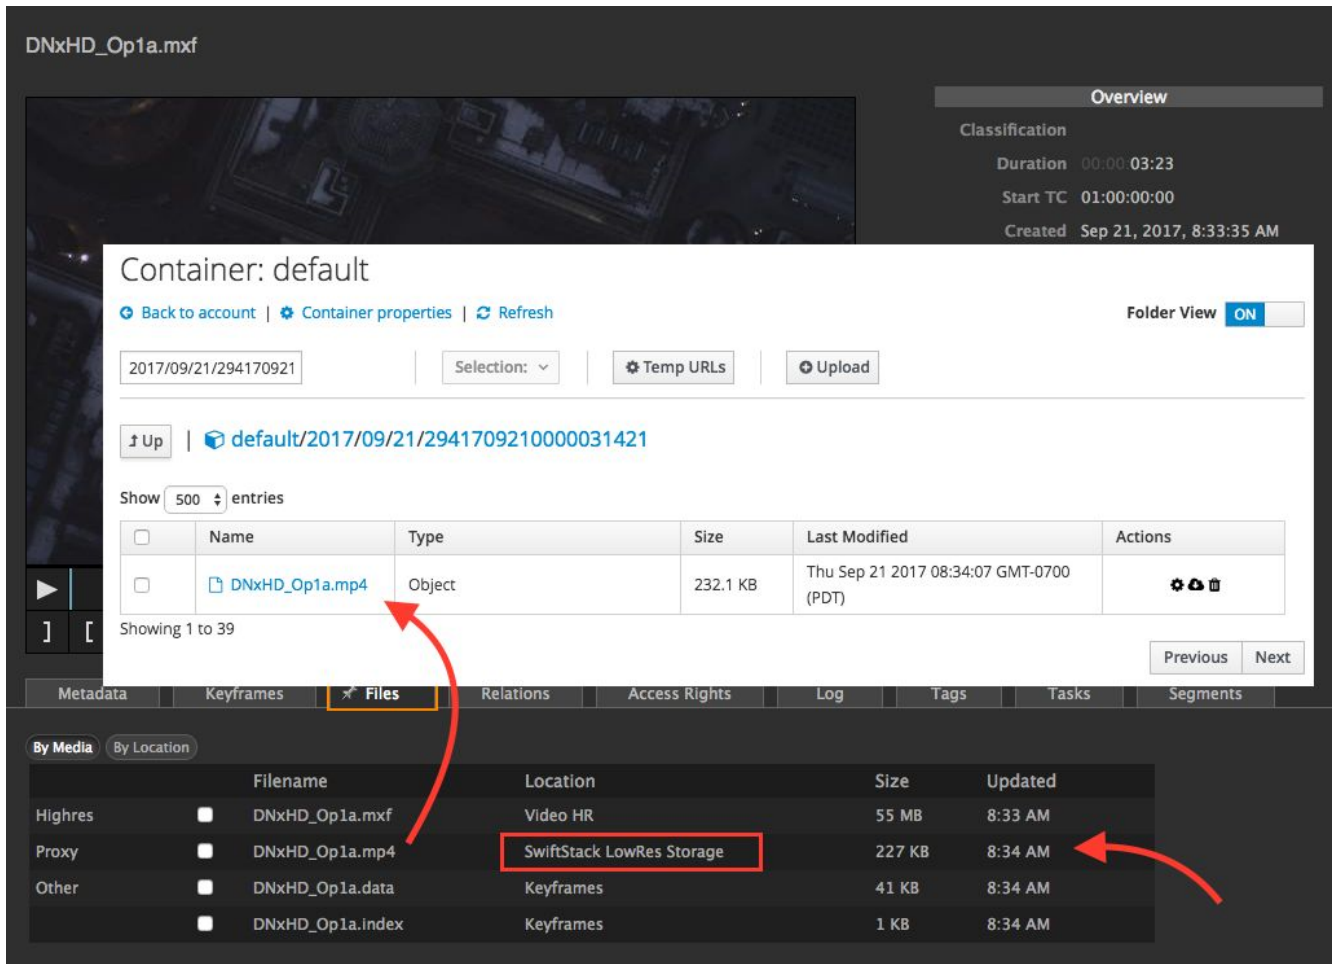 DNxHD_Op1a.mxf
Overview
Classification
Duration 00:00:03:23
Start TC 01:00:00:00
Created Sep 21, 2017, 8:33:35 AM
Container: default
Back to account | Container properties | Refresh
Folder View ON
2017/09/21/294170921
Selection:
Temp URLs
Upload
Up | default/2017/09/21/2941709210000031421
Show 500 entries
Name Type Size Last Modified Actions
DNxHD_Op1a.mp4 Object 232.1 KB Thu Sep 21 2017 08:34:07 GMT-0700
(PDT)
] [ Showing 1 to 39
Previous Next
Metadata Keyframes Files Relations Access Rights Log Tags Tasks Segments
By Media By Location
Filename Location Size Updated
Highres DNxHD_Op1a.mxf Video HR 55 MB 8:33 AM
Proxy DNxHD_Op1a.mp4 SwiftStack LowRes Storage 227 KB 8:34 AM
Other DNxHD_Op1a.data Keyframes 41 KB 8:34 AM
DNxHD_Op1a.index Keyframes 1 KB 8:34 AM